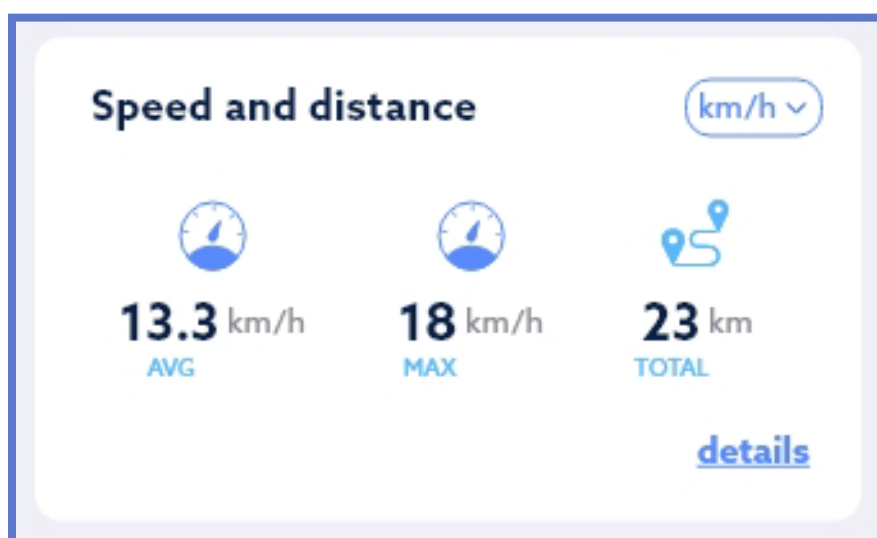 Speed and distance
km/h
13.3 km/h
18 km/h
23 km
AVG
MAX
TOTAL
details